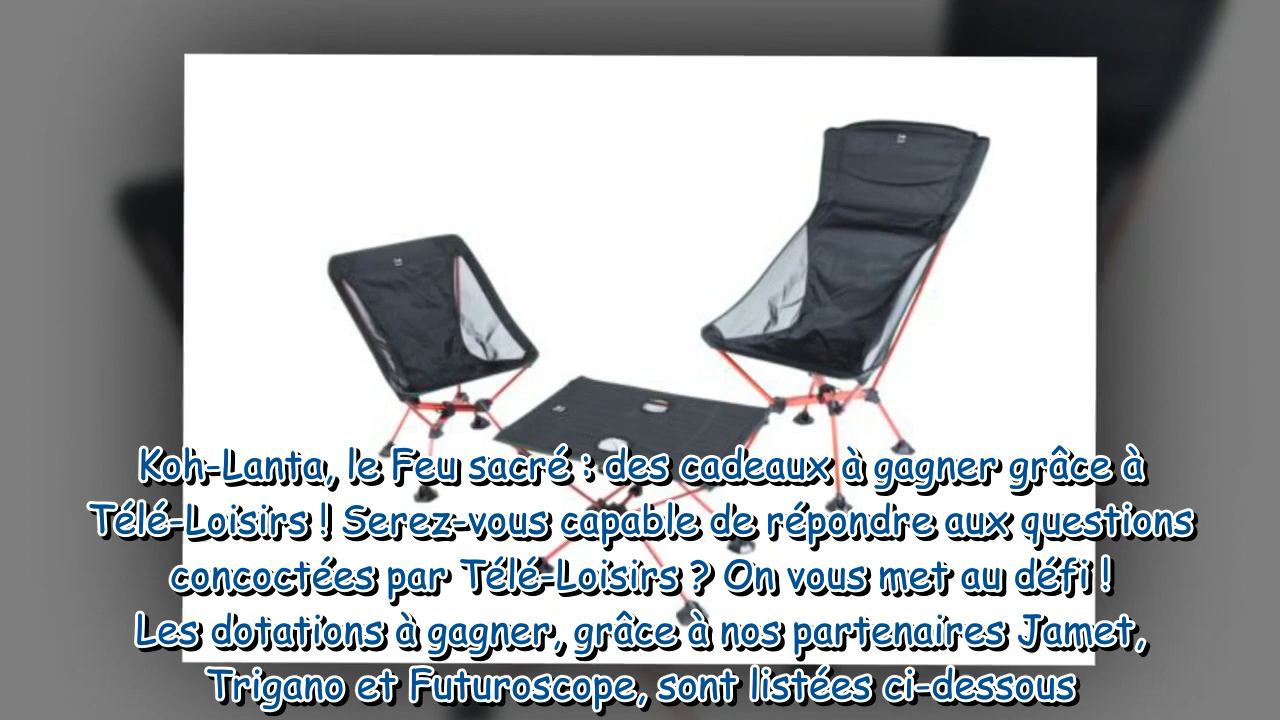 Koh-Lanta, le Feu sacré : des cadeaux à gagner grâce à
Télé-Loisirs ! Serez-vous capable de répondre aux questions
concoctées par Télé-Loisirs ? On vous met au défi !
Les dotations à gagner, grâce à nos partenaires Jamet,
Trigano et Futuroscope, sont listées ci-dessous